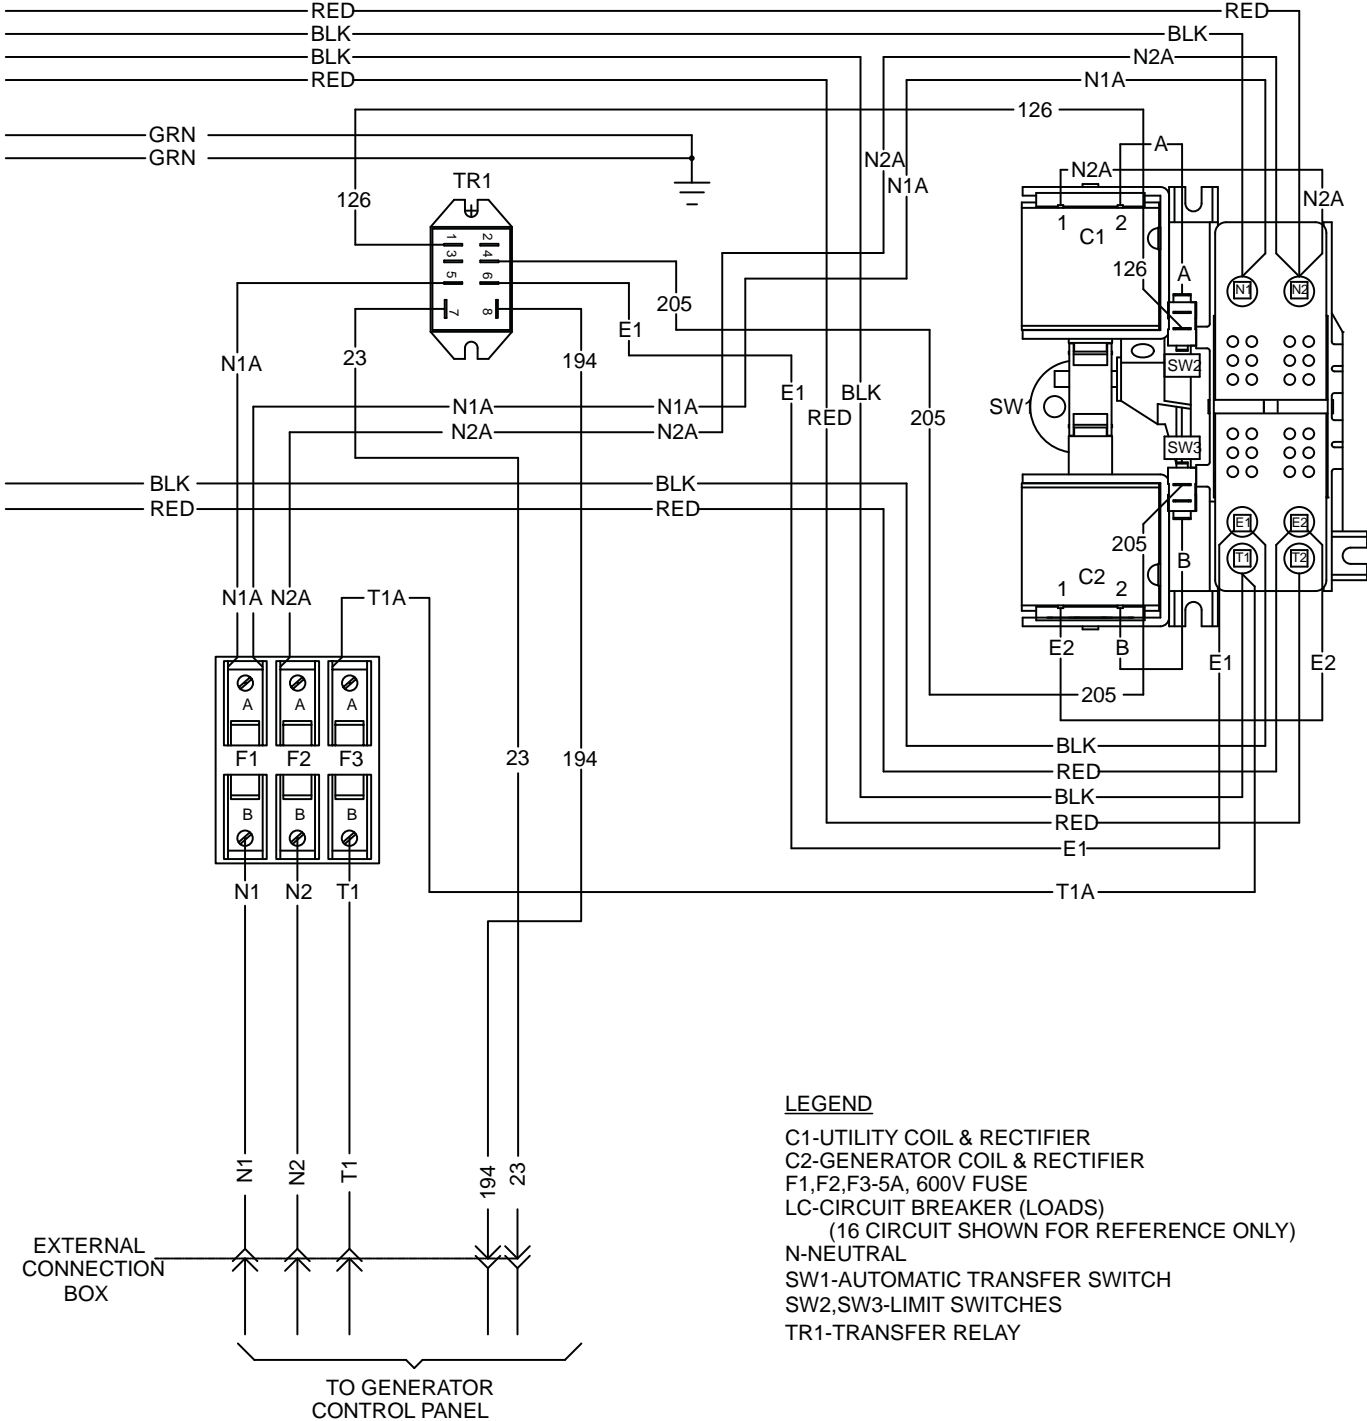 RED RED
BLK BLK
BLK N2A
RED N1A
126
GRN
A
GRN N2A N2A
TR1 N1A
126 N2A
1 2
C1
1 2
3 4
126 A
5 6
N1 N2
7 8
205
E1
23 194
N1A SW2
E1 BLK
N1A N1A SW1
RED 205
N2A N2A
SW3
BLK BLK
RED RED
E1 E2
205
T1 T2
B
C2
1 2
N1A N2A T1A
E2 B
E1 E2
A A A 205
F1 F2 F3 23 194 BLK
RED
BLK
B B B RED
E1
N1 N2 T1 T1A
LEGEND
C1-UTILITY COIL & RECTIFIER
C2-GENERATOR COIL & RECTIFIER
F1,F2,F3-5A, 600V FUSE
LC-CIRCUIT BREAKER (LOADS)
(16 CIRCUIT SHOWN FOR REFERENCE ONLY)
N-NEUTRAL
SW1-AUTOMATIC TRANSFER SWITCH
SW2,SW3-LIMIT SWITCHES
TR1-TRANSFER RELAY
N1 N2 T1 194 23
EXTERNAL
CONNECTION
BOX
TO GENERATOR
CONTROL PANEL